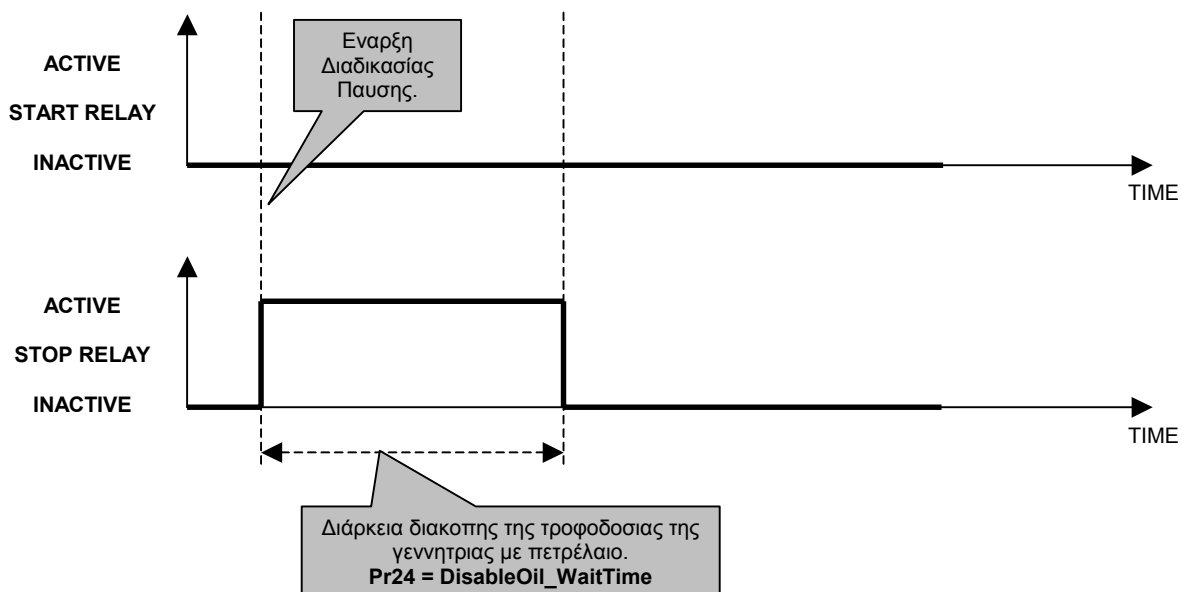 Εναρξη
Διαδικασίας
Παυσης.
ACTIVE
START RELAY
INACTIVE
TIME
ACTIVE
STOP RELAY
INACTIVE
TIME
Διάρκεια διακοπης της τροφοδοσιας της
γεννητριας με πετρέλαιο.
Pr24 = DisableOil_WaitTime